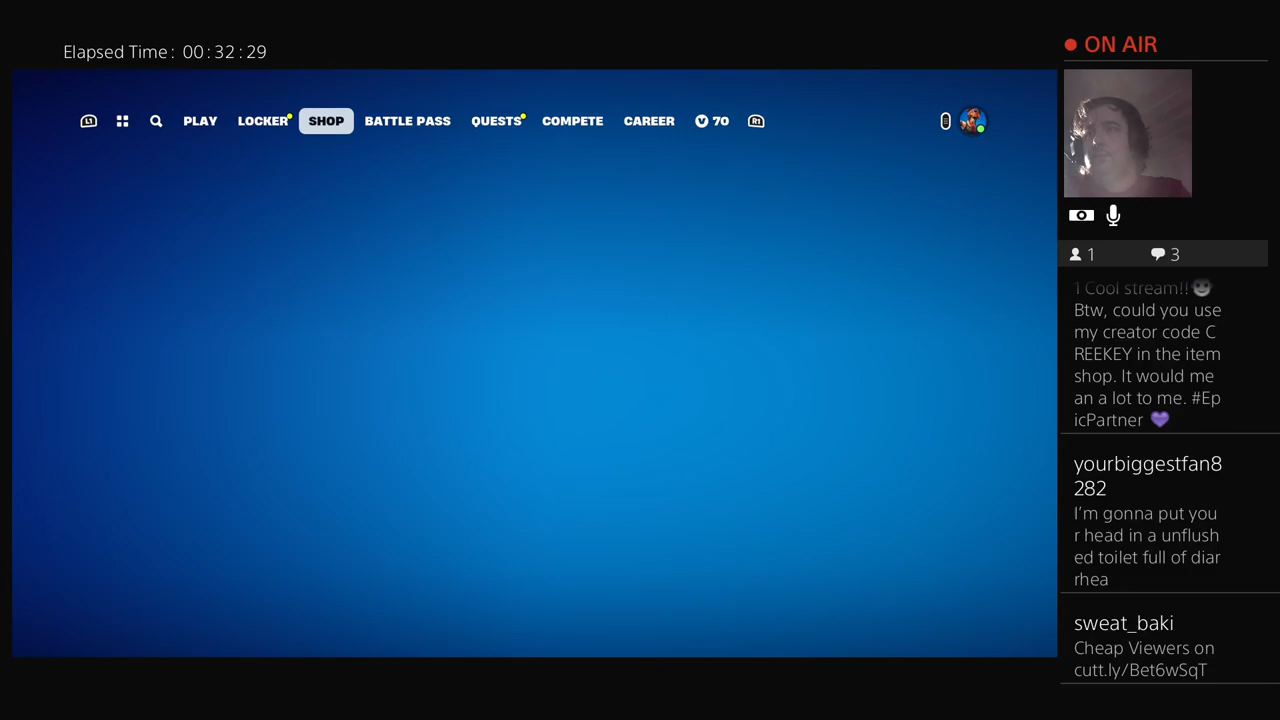 Elapsed Time: 00:32:29
ON AIR
L1 PLAY LOCKER SHOP BATTLE PASS QUESTS COMPETE CAREER V 70 R1
1 3
1 Cool stream!!
Btw, could you use
my creator code C
REEKEY in the item
shop. It would me
an a lot to me. #Ep
icPartner 💜
yourbiggestfan8
282
I’m gonna put you
r head in a unflush
ed toilet full of diar
rhea
sweat_baki
Cheap Viewers on
cutt.ly/Bet6wSqT